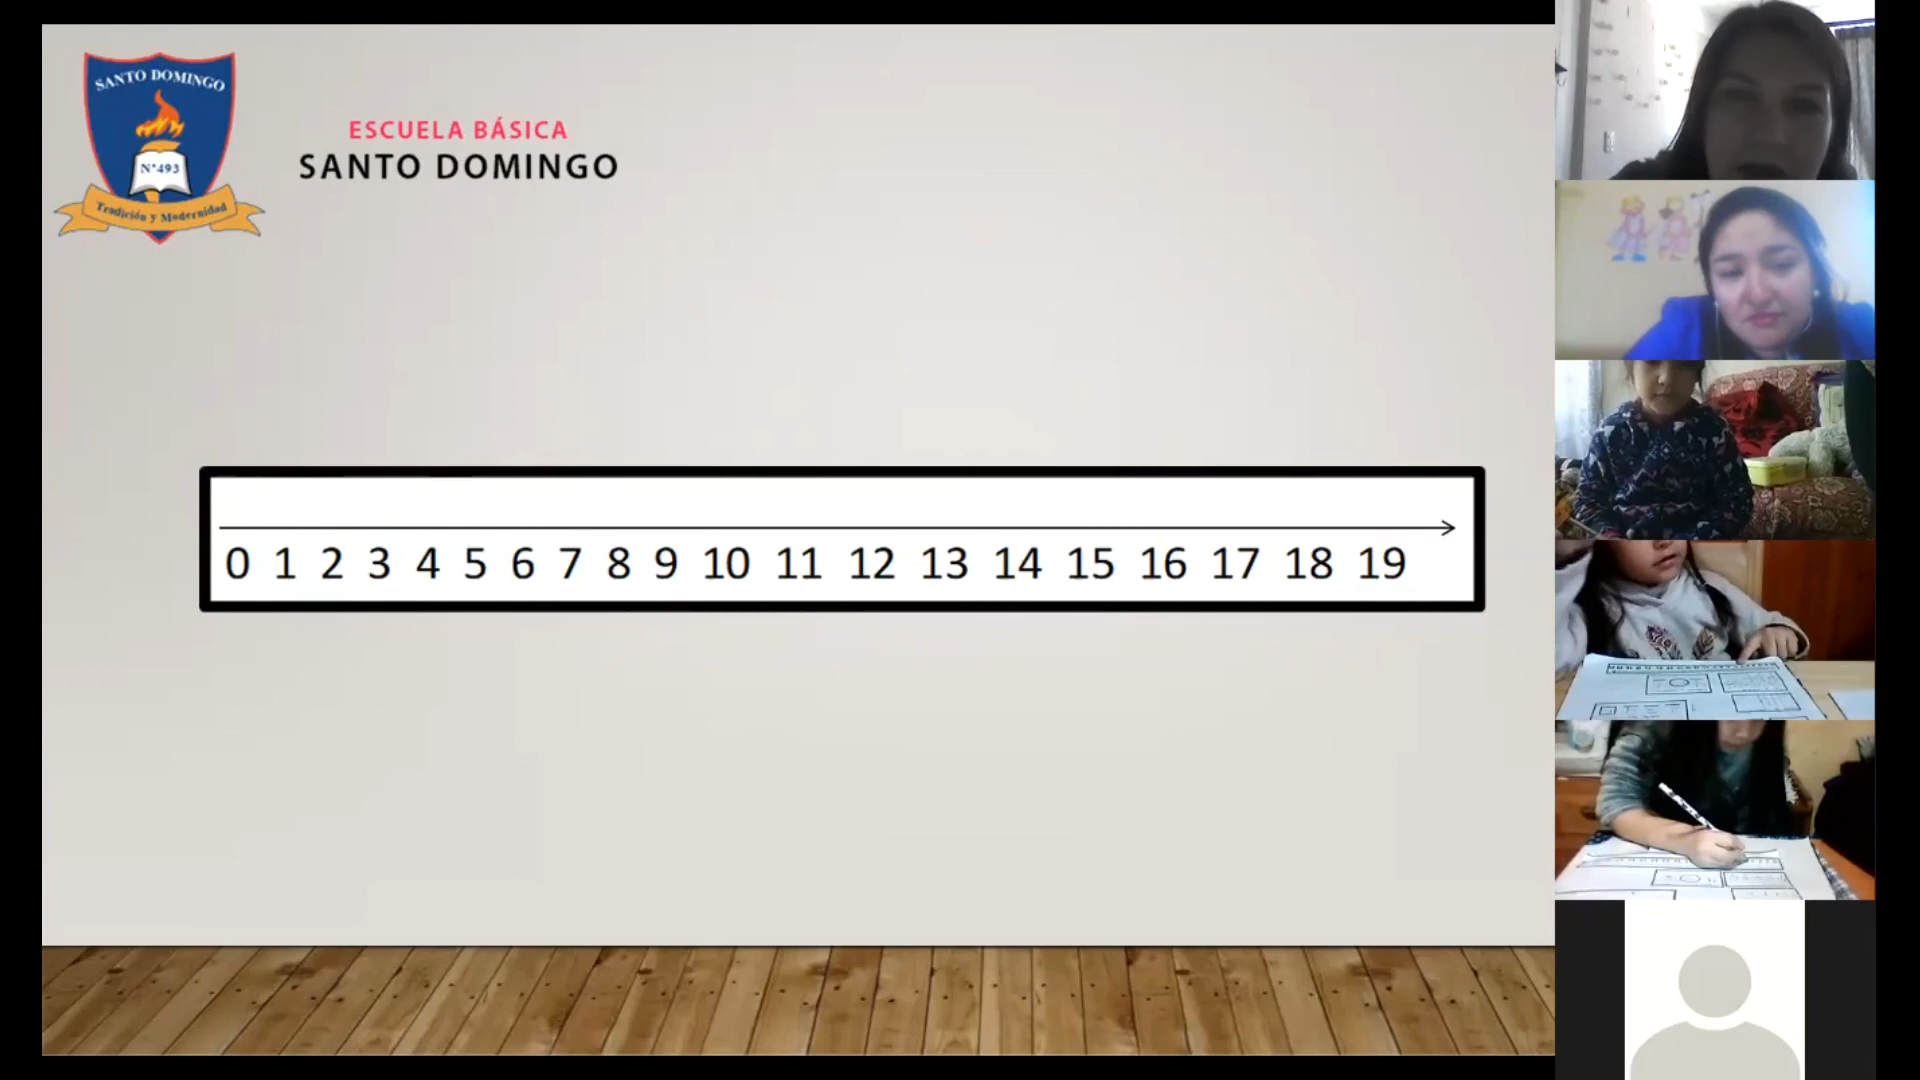 SANTO DOMINGO
N°493
Tradición y Modernidad
ESCUELA BÁSICA
SANTO DOMINGO
0 1 2 3 4 5 6 7 8 9 10 11 12 13 14 15 16 17 18 19